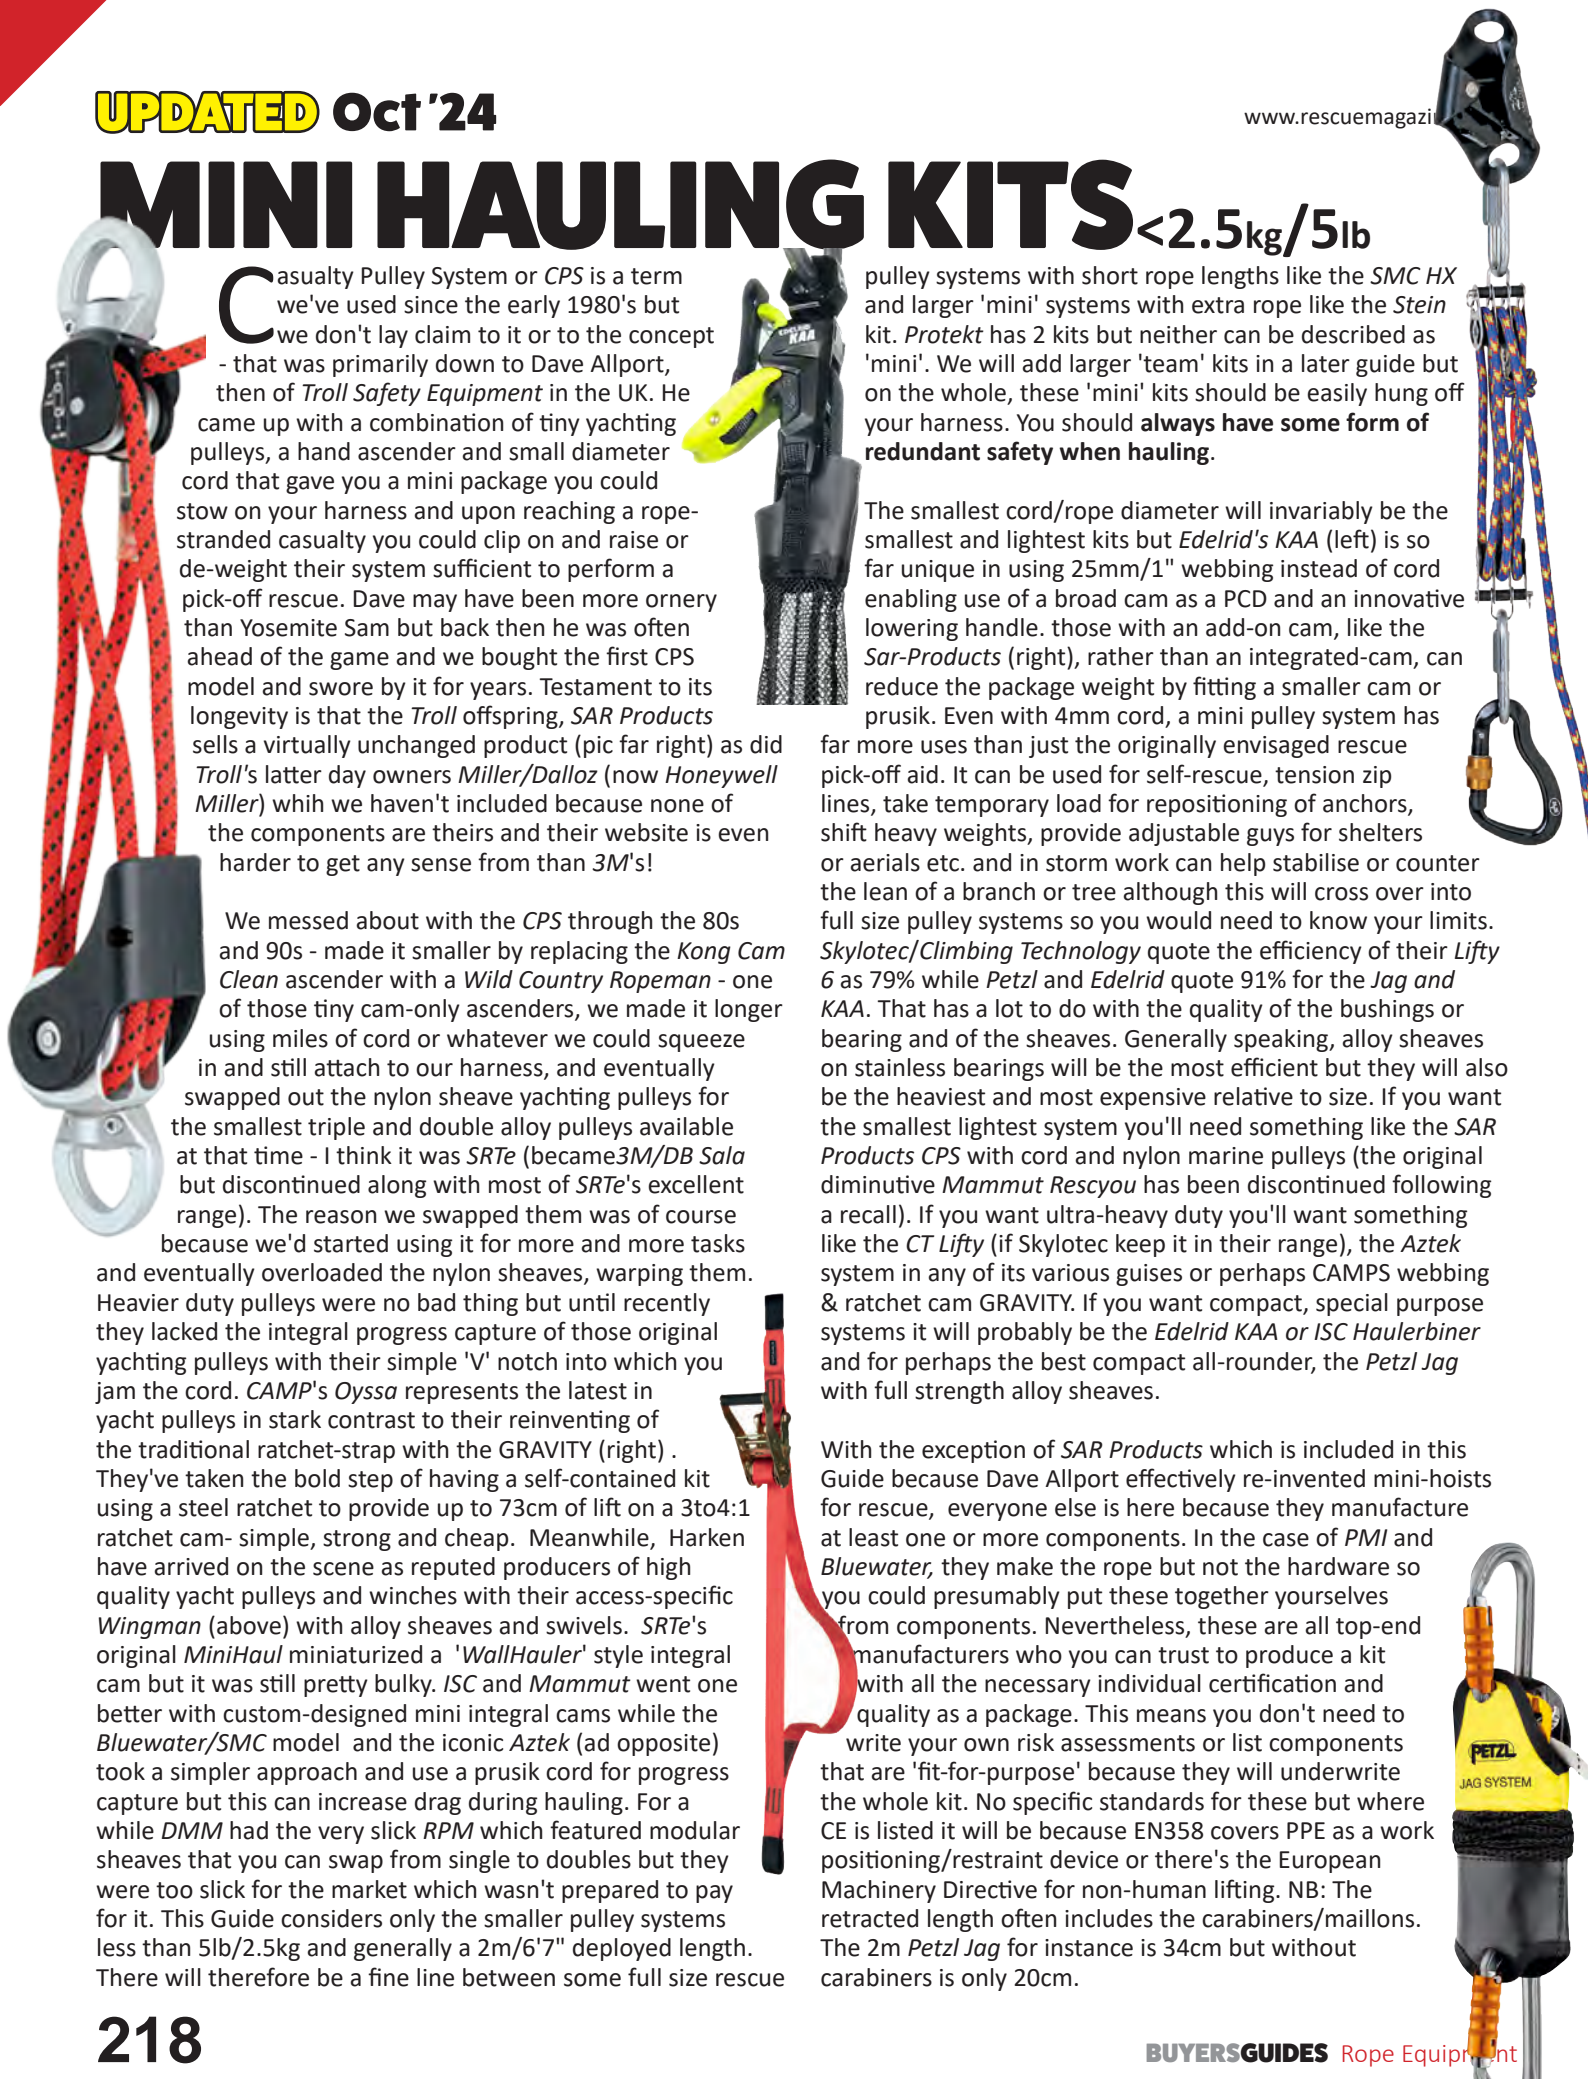 UPDATED Oct '24
www.rescuemagazi
MINI HAULING KITS<2.5kg/5lb
Casualty Pulley System or CPS is a term
we've used since the early 1980's but
we don't lay claim to it or to the concept
- that was primarily down to Dave Allport,
then of Troll Safety Equipment in the UK. He
came up with a combination of tiny yachting
pulleys, a hand ascender and small diameter
cord that gave you a mini package you could
stow on your harness and upon reaching a rope-
stranded casualty you could clip on and raise or
de-weight their system sufficient to perform a
pick-off rescue. Dave may have been more ornery
than Yosemite Sam but back then he was often
ahead of the game and we bought the first CPS
model and swore by it for years. Testament to its
longevity is that the Troll offspring, SAR Products
sells a virtually unchanged product (pic far right) as did
Troll's latter day owners Miller/Dalloz (now Honeywell
Miller) whih we haven't included because none of
the components are theirs and their website is even
harder to get any sense from than 3M's!
We messed about with the CPS through the 80s
and 90s - made it smaller by replacing the Kong Cam
Clean ascender with a Wild Country Ropeman - one
of those tiny cam-only ascenders, we made it longer
using miles of cord or whatever we could squeeze
in and still attach to our harness, and eventually
swapped out the nylon sheave yachting pulleys for
the smallest triple and double alloy pulleys available
at that time - I think it was SRTe (became3M/DB Sala
but discontinued along with most of SRTe's excellent
range). The reason we swapped them was of course
because we'd started using it for more and more tasks
and eventually overloaded the nylon sheaves, warping them.
Heavier duty pulleys were no bad thing but until recently
they lacked the integral progress capture of those original
yachting pulleys with their simple 'V' notch into which you
jam the cord. CAMP's Oyssa represents the latest in
yacht pulleys in stark contrast to their reinventing of
the traditional ratchet-strap with the GRAVITY (right) .
They've taken the bold step of having a self-contained kit
using a steel ratchet to provide up to 73cm of lift on a 3to4:1
ratchet cam- simple, strong and cheap. Meanwhile, Harken
have arrived on the scene as reputed producers of high
quality yacht pulleys and winches with their access-specific
Wingman (above) with alloy sheaves and swivels. SRTe's
original MiniHaul miniaturized a 'WallHauler' style integral
cam but it was still pretty bulky. ISC and Mammut went one
better with custom-designed mini integral cams while the
Bluewater/SMC model and the iconic Aztek (ad opposite)
took a simpler approach and use a prusik cord for progress
capture but this can increase drag during hauling. For a
while DMM had the very slick RPM which featured modular
sheaves that you can swap from single to doubles but they
were too slick for the market which wasn't prepared to pay
for it. This Guide considers only the smaller pulley systems
less than 5lb/2.5kg and generally a 2m/6'7" deployed length.
There will therefore be a fine line between some full size rescue
pulley systems with short rope lengths like the SMC HX
and larger 'mini' systems with extra rope like the Stein
kit. Protekt has 2 kits but neither can be described as
'mini'. We will add larger 'team' kits in a later guide but
on the whole, these 'mini' kits should be easily hung off
your harness. You should always have some form of
redundant safety when hauling.
The smallest cord/rope diameter will invariably be the
smallest and lightest kits but Edelrid's KAA (left) is so
far unique in using 25mm/1" webbing instead of cord
enabling use of a broad cam as a PCD and an innovative
lowering handle. those with an add-on cam, like the
Sar-Products (right), rather than an integrated-cam, can
reduce the package weight by fitting a smaller cam or
prusik. Even with 4mm cord, a mini pulley system has
far more uses than just the originally envisaged rescue
pick-off aid. It can be used for self-rescue, tension zip
lines, take temporary load for repositioning of anchors,
shift heavy weights, provide adjustable guys for shelters
or aerials etc. and in storm work can help stabilise or counter
the lean of a branch or tree although this will cross over into
full size pulley systems so you would need to know your limits.
Skylotec/Climbing Technology quote the efficiency of their Lifty
6 as 79% while Petzl and Edelrid quote 91% for the Jag and
KAA. That has a lot to do with the quality of the bushings or
bearing and of the sheaves. Generally speaking, alloy sheaves
on stainless bearings will be the most efficient but they will also
be the heaviest and most expensive relative to size. If you want
the smallest lightest system you'll need something like the SAR
Products CPS with cord and nylon marine pulleys (the original
diminutive Mammut Rescyou has been discontinued following
a recall). If you want ultra-heavy duty you'll want something
like the CT Lifty (if Skylotec keep it in their range), the Aztek
system in any of its various guises or perhaps CAMPS webbing
& ratchet cam GRAVITY. If you want compact, special purpose
systems it will probably be the Edelrid KAA or ISC Haulerbiner
and for perhaps the best compact all-rounder, the Petzl Jag
with full strength alloy sheaves.
With the exception of SAR Products which is included in this
Guide because Dave Allport effectively re-invented mini-hoists
for rescue, everyone else is here because they manufacture
at least one or more components. In the case of PMI and
Bluewater, they make the rope but not the hardware so
you could presumably put these together yourselves
from components. Nevertheless, these are all top-end
manufacturers who you can trust to produce a kit
with all the necessary individual certification and
quality as a package. This means you don't need to
write your own risk assessments or list components
that are 'fit-for-purpose' because they will underwrite
the whole kit. No specific standards for these but where
CE is listed it will be because EN358 covers PPE as a work
positioning/restraint device or there's the European
Machinery Directive for non-human lifting. NB: The
retracted length often includes the carabiners/maillons.
The 2m Petzl Jag for instance is 34cm but without
carabiners is only 20cm.
EDELRID
KAA
PETZL
JAG SYSTEM
218
BUYERSGUIDES Rope Equipment